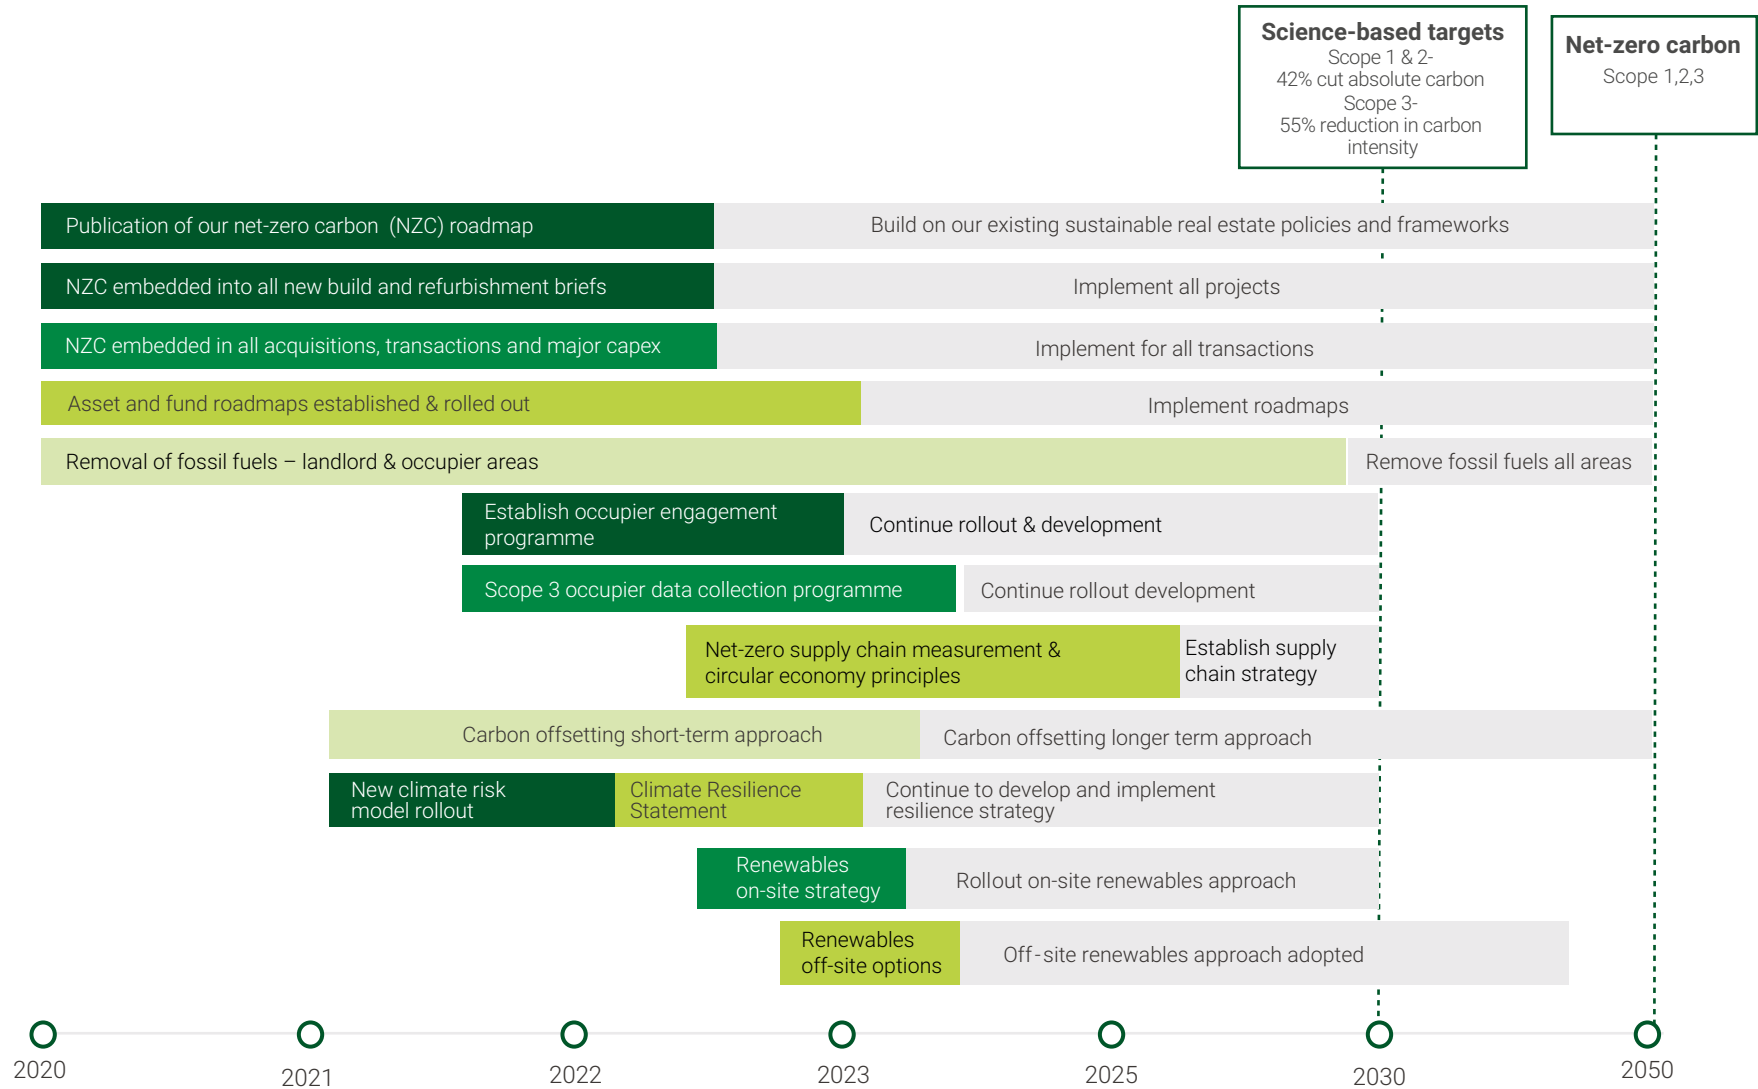 Science-based targets
Scope 1 & 2-
42% cut absolute carbon
Scope 3-
55% reduction in carbon
intensity
Net-zero carbon
Scope 1,2,3
Publication of our net-zero carbon (NZC) roadmap
Build on our existing sustainable real estate policies and frameworks
NZC embedded into all new build and refurbishment briefs
Implement all projects
NZC embedded in all acquisitions, transactions and major capex
Implement for all transactions
Asset and fund roadmaps established & rolled out
Implement roadmaps
Removal of fossil fuels – landlord & occupier areas
Remove fossil fuels all areas
Establish occupier engagement
programme
Continue rollout & development
Scope 3 occupier data collection programme
Continue rollout development
Net-zero supply chain measurement &
circular economy principles
Establish supply
chain strategy
Carbon offsetting short-term approach
Carbon offsetting longer term approach
New climate risk
model rollout
Climate Resilience
Statement
Continue to develop and implement
resilience strategy
Renewables
on-site strategy
Rollout on-site renewables approach
Renewables
off-site options
Off-site renewables approach adopted
2020
2021
2022
2023
2025
2030
2050